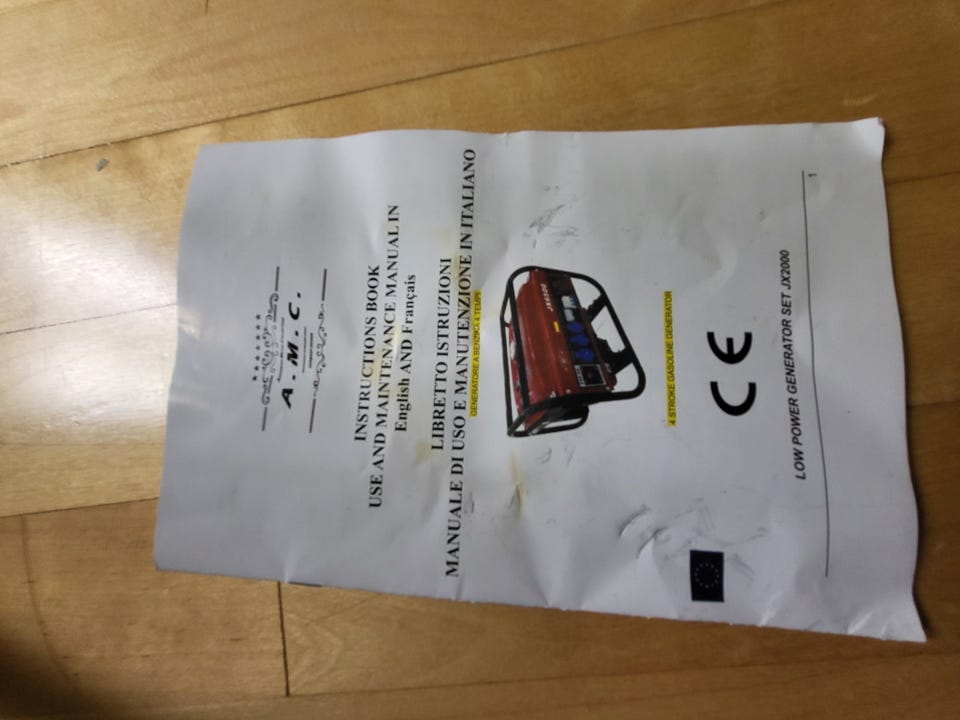 A.M.C.
INSTRUCTIONS BOOK
USE AND MAINTENANCE MANUAL IN
English AND Français
LIBRETTO ISTRUZIONI
MANUALE DI USO E MANUTENZIONE IN ITALIANO
GENERATORE A BENZINA 4 TEMPI
JX6500
4 STROKE GASOLINE GENERATOR
CE
LOW POWER GENERATOR SET JX2000
1